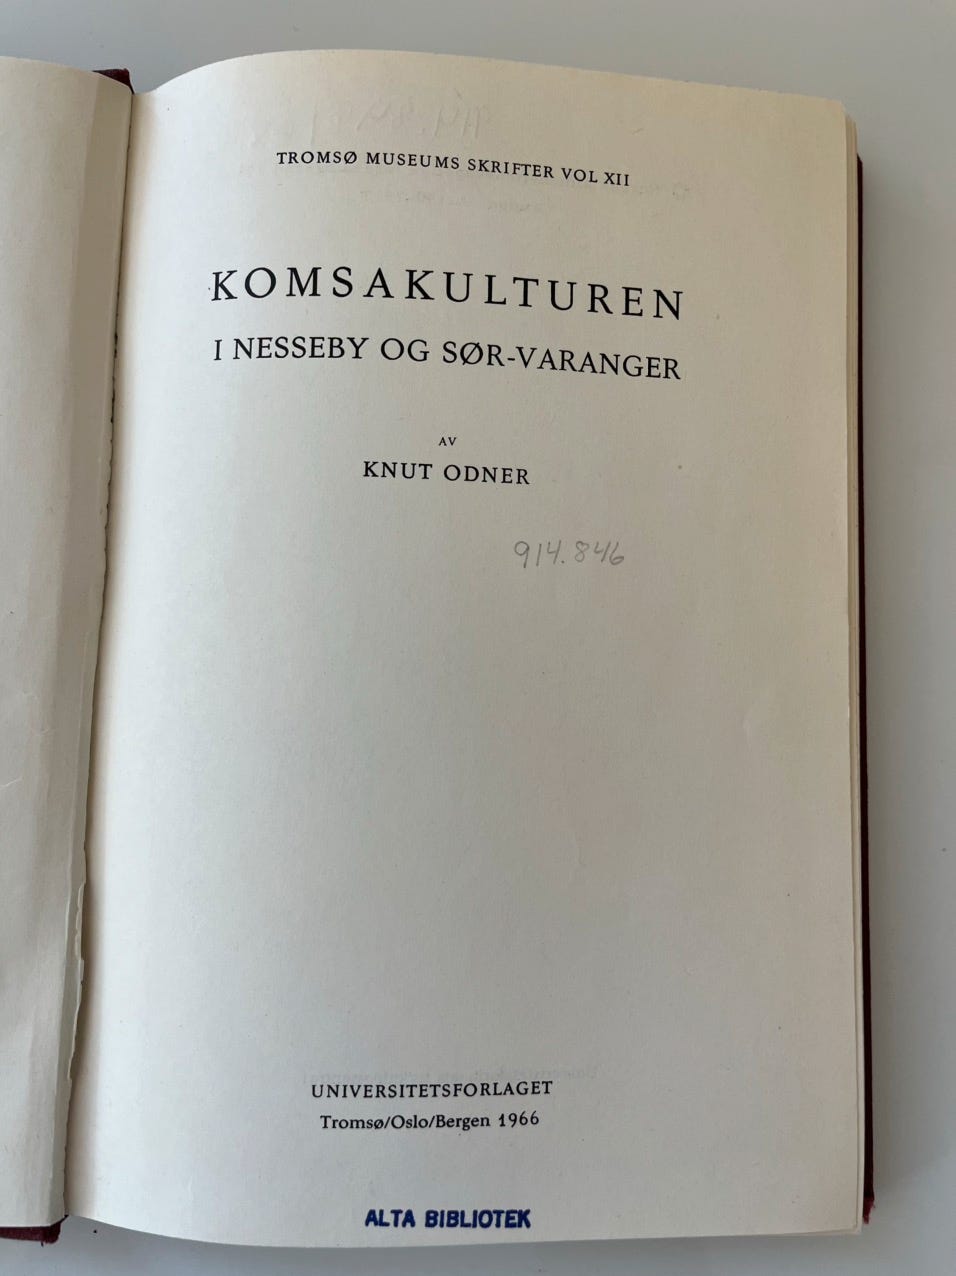 TROMSØ MUSEUMS SKRIFTER VOL XII
KOMSAKULTUREN
I NESSEBY OG SØR-VARANGER
AV
KNUT ODNER
914.846
UNIVERSITETSFORLAGET
Tromsø/Oslo/Bergen 1966
ALTA BIBLIOTEK